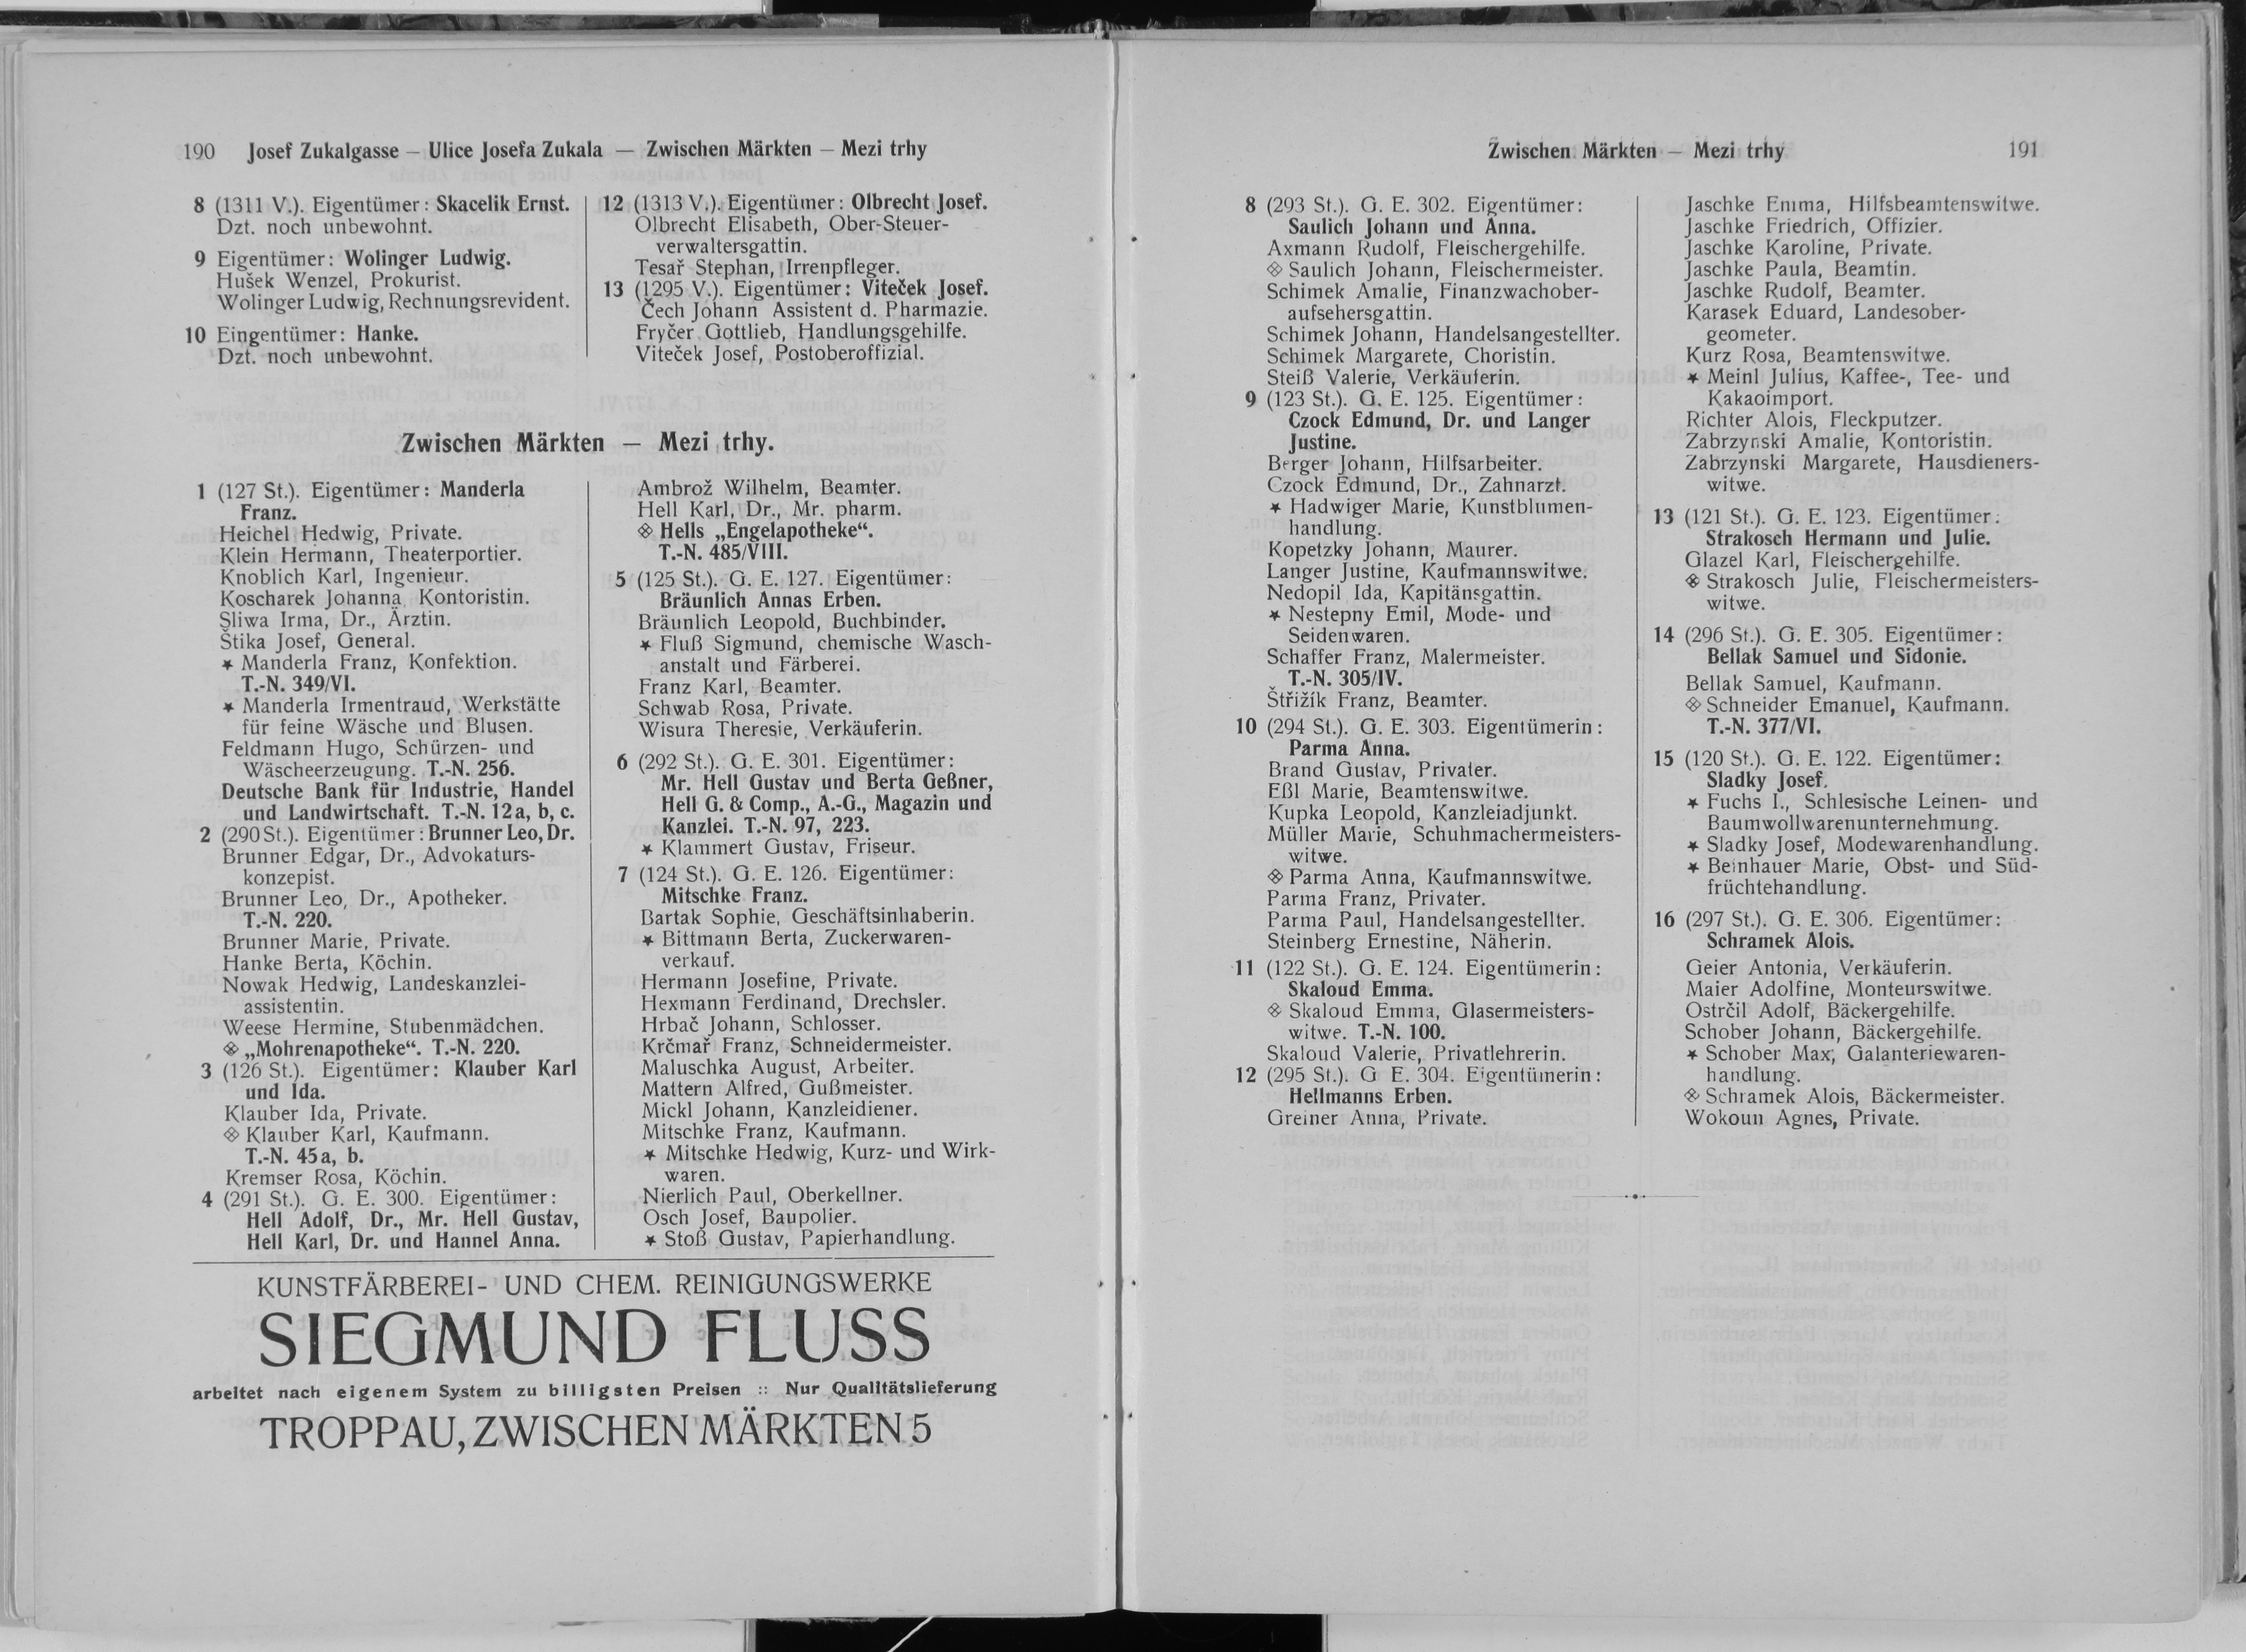 190 Josef Zukalgasse — Ulice Josefa Zukala — Zwischen Märkten — Mezi trhy
8 (1311 V.). Eigentümer: Skacelik Ernst.
Dzt. noch unbewohnt.
9 Eigentümer: Wolinger Ludwig.
Hušek Wenzel, Prokurist.
Wolinger Ludwig, Rechnungsrevident.
10 Eingentümer: Hanke.
Dzt. noch unbewohnt.
12 (1313 V.). Eigentümer: Olbrecht Josef.
Olbrecht Elisabeth, Ober-Steuer-
verwaltersgattin.
Tesař Stephan, Irrenpfleger.
13 (1295 V.). Eigentümer: Viteček Josef.
Čech Johann Assistent d. Pharmazie.
Fryčer Gottlieb, Handlungsgehilfe.
Viteček Josef, Postoberoffizial.
Zwischen Märkten — Mezi trhy.
1 (127 St.). Eigentümer: Manderla
Franz.
Heichel Hedwig, Private.
Klein Hermann, Theaterportier.
Knoblich Karl, Ingenieur.
Koscharek Johanna, Kontoristin.
Sliwa Irma, Dr., Ärztin.
Štika Josef, General.
★ Manderla Franz, Konfektion.
T.-N. 349/VI.
★ Manderla Irmentraud, Werkstätte
für feine Wäsche und Blusen.
Feldmann Hugo, Schürzen- und
Wäscheerzeugung. T.-N. 256.
Deutsche Bank für Industrie, Handel
und Landwirtschaft. T.-N. 12a, b, c.
2 (290 St.). Eigentümer: Brunner Leo, Dr.
Brunner Edgar, Dr., Advokaturs-
konzepist.
Brunner Leo, Dr., Apotheker.
T.-N. 220.
Brunner Marie, Private.
Hanke Berta, Köchin.
Nowak Hedwig, Landeskanzlei-
assistentin.
Weese Hermine, Stubenmädchen.
⟐ „Mohrenapotheke“. T.-N. 220.
3 (126 St.). Eigentümer: Klauber Karl
und Ida.
Klauber Ida, Private.
⟐ Klauber Karl, Kaufmann.
T.-N. 45a, b.
Kremser Rosa, Köchin.
4 (291 St.). G. E. 300. Eigentümer:
Hell Adolf, Dr., Mr. Hell Gustav,
Hell Karl, Dr. und Hannel Anna.
Ambrož Wilhelm, Beamter.
Hell Karl, Dr., Mr. pharm.
⟐ Hells „Engelapotheke“.
T.-N. 485/VIII.
5 (125 St.). G. E. 127. Eigentümer:
Bräunlich Annas Erben.
Bräunlich Leopold, Buchbinder.
★ Fluß Sigmund, chemische Wasch-
anstalt und Färberei.
Franz Karl, Beamter.
Schwab Rosa, Private.
Wisura Theresie, Verkäuferin.
6 (292 St.). G. E. 301. Eigentümer:
Mr. Hell Gustav und Berta Geßner,
Hell G. & Comp., A.-G., Magazin und
Kanzlei. T.-N. 97, 223.
★ Klammert Gustav, Friseur.
7 (124 St.). G. E. 126. Eigentümer:
Mitschke Franz.
Bartak Sophie, Geschäftsinhaberin.
★ Bittmann Berta, Zuckerwaren-
verkauf.
Hermann Josefine, Private.
Hexmann Ferdinand, Drechsler.
Hrbač Johann, Schlosser.
Krčmař Franz, Schneidermeister.
Maluschka August, Arbeiter.
Mattern Alfred, Gußmeister.
Mickl Johann, Kanzleidiener.
Mitschke Franz, Kaufmann.
★ Mitschke Hedwig, Kurz- und Wirk-
waren.
Nierlich Paul, Oberkellner.
Osch Josef, Baupolier.
★ Stoß Gustav, Papierhandlung.
KUNSTFÄRBEREI- UND CHEM. REINIGUNGSWERKE
SIEGMUND FLUSS
arbeitet nach eigenem System zu billigsten Preisen :: Nur Qualitätslieferung
TROPPAU, ZWISCHEN MÄRKTEN 5
Zwischen Märkten — Mezi trhy 191
8 (293 St.). G. E. 302. Eigentümer:
Saulich Johann und Anna.
Axmann Rudolf, Fleischergehilfe.
⟐ Saulich Johann, Fleischermeister.
Schimek Amalie, Finanzwachober-
aufsehersgattin.
Schimek Johann, Handelsangestellter.
Schimek Margarete, Choristin.
Steiß Valerie, Verkäuferin.
9 (123 St.). G. E. 125. Eigentümer:
Czock Edmund, Dr. und Langer
Justine.
Berger Johann, Hilfsarbeiter.
Czock Edmund, Dr., Zahnarzt.
★ Hadwiger Marie, Kunstblumen-
handlung.
Kopetzky Johann, Maurer.
Langer Justine, Kaufmannswitwe.
Nedopil Ida, Kapitänsgattin.
★ Nestepny Emil, Mode- und
Seidenwaren.
Schaffer Franz, Malermeister.
T.-N. 305/IV.
Střižík Franz, Beamter.
10 (294 St.). G. E. 303. Eigentümerin:
Parma Anna.
Brand Gustav, Privater.
Eßl Marie, Beamtenswitwe.
Kupka Leopold, Kanzleiadjunkt.
Müller Marie, Schuhmachermeisters-
witwe.
⟐ Parma Anna, Kaufmannswitwe.
Parma Franz, Privater.
Parma Paul, Handelsangestellter.
Steinberg Ernestine, Näherin.
11 (122 St.). G. E. 124. Eigentümerin:
Skaloud Emma.
⟐ Skaloud Emma, Glasermeisters-
witwe. T.-N. 100.
Skaloud Valerie, Privatlehrerin.
12 (295 St.). G E. 304. Eigentümerin:
Hellmanns Erben.
Greiner Anna, Private.
Jaschke Emma, Hilfsbeamtenswitwe.
Jaschke Friedrich, Offizier.
Jaschke Karoline, Private.
Jaschke Paula, Beamtin.
Jaschke Rudolf, Beamter.
Karasek Eduard, Landesober-
geometer.
Kurz Rosa, Beamtenswitwe.
★ Meinl Julius, Kaffee-, Tee- und
Kakaoimport.
Richter Alois, Fleckputzer.
Zabrzynski Amalie, Kontoristin.
Zabrzynski Margarete, Hausdieners-
witwe.
13 (121 St.). G. E. 123. Eigentümer:
Strakosch Hermann und Julie.
Glazel Karl, Fleischergehilfe.
⟐ Strakosch Julie, Fleischermeisters-
witwe.
14 (296 St.). G. E. 305. Eigentümer:
Bellak Samuel und Sidonie.
Bellak Samuel, Kaufmann.
⟐ Schneider Emanuel, Kaufmann.
T.-N. 377/VI.
15 (120 St.). G. E. 122. Eigentümer:
Sladky Josef.
★ Fuchs I., Schlesische Leinen- und
Baumwollwarenunternehmung.
★ Sladky Josef, Modewarenhandlung.
★ Beinhauer Marie, Obst- und Süd-
früchtehandlung.
16 (297 St.). G. E. 306. Eigentümer:
Schramek Alois.
Geier Antonia, Verkäuferin.
Maier Adolfine, Monteurswitwe.
Ostrčil Adolf, Bäckergehilfe.
Schober Johann, Bäckergehilfe.
★ Schober Max, Galanteriewaren-
handlung.
⟐ Schramek Alois, Bäckermeister.
Wokoun Agnes, Private.